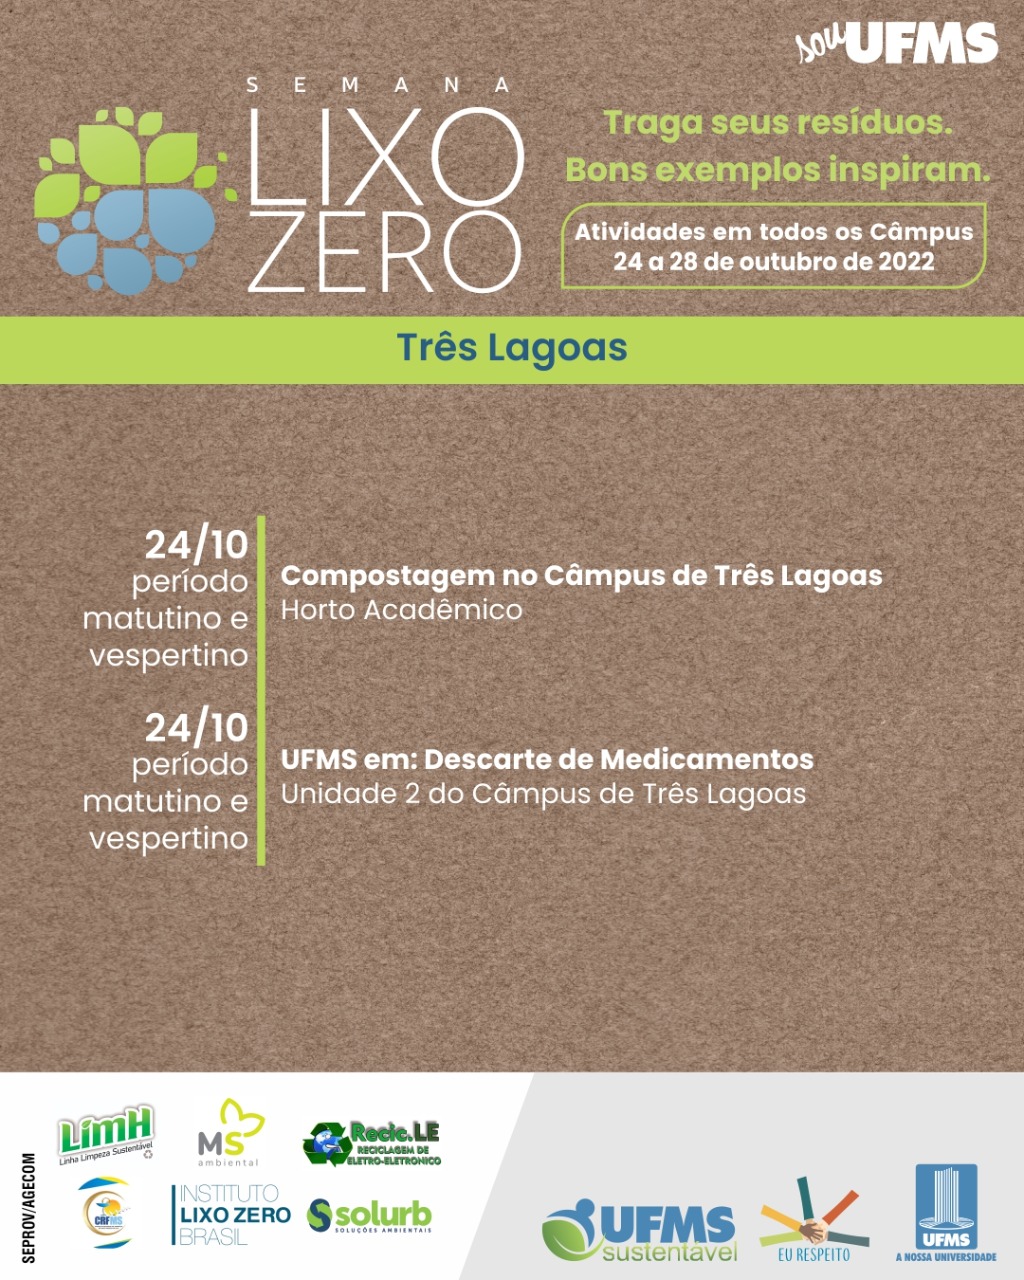 sou UFMS
SEMANA
LIXO
ZERO
Traga seus resíduos.
Bons exemplos inspiram.
Atividades em todos os Câmpus
24 a 28 de outubro de 2022
Três Lagoas
24/10
período
matutino e
vespertino
Compostagem no Câmpus de Três Lagoas
Horto Acadêmico
24/10
período
matutino e
vespertino
UFMS em: Descarte de Medicamentos
Unidade 2 do Câmpus de Três Lagoas
SEPROV/AGECOM
LimH
Linha Limpeza Sustentável
MS
ambiental
Recic.LE
RECICLAGEM DE
ELETRO-ELETRONICO
CRFMS
INSTITUTO
LIXO ZERO
BRASIL
solurb
SOLUÇÕES AMBIENTAIS
UFMS
sustentável
EU RESPEITO
UFMS
A NOSSA UNIVERSIDADE